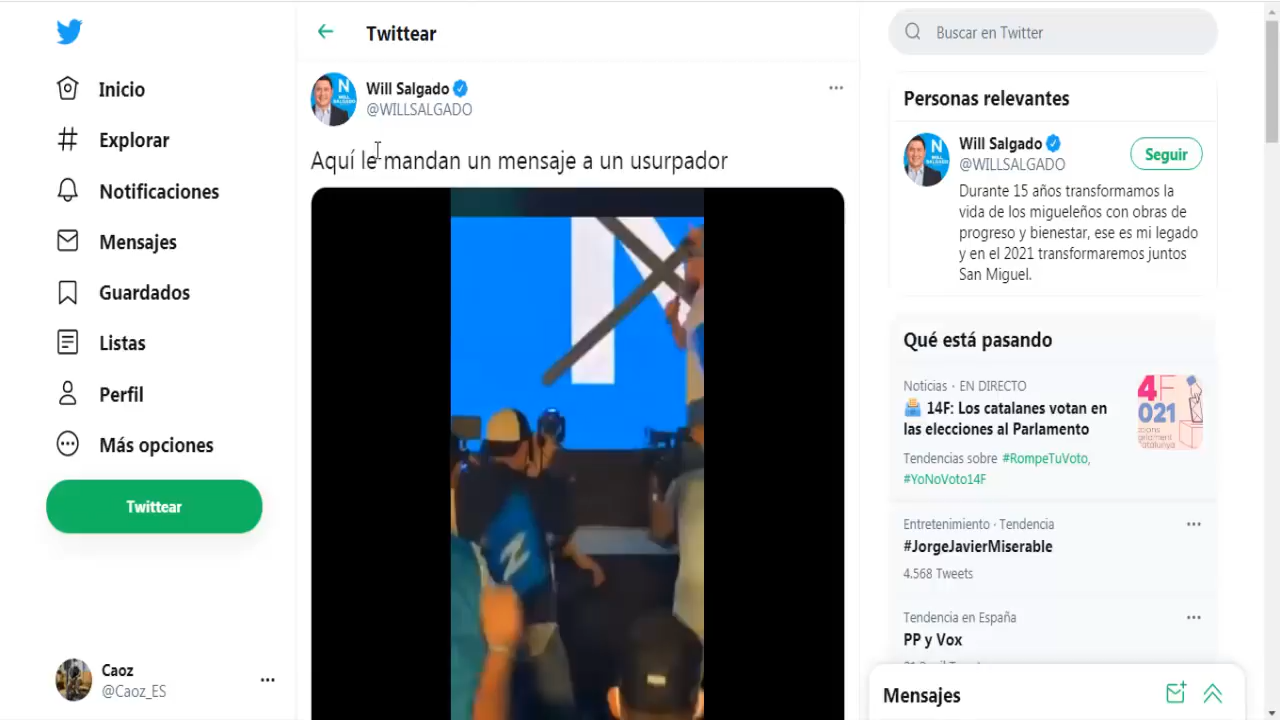 Inicio
Explorar
Notificaciones
Mensajes
Guardados
Listas
Perfil
Más opciones
Twittear
Caoz
@Caoz_ES
Twittear
Will Salgado
@WILLSALGADO
Aquí le mandan un mensaje a un usurpador
N
Buscar en Twitter
Personas relevantes
Will Salgado
@WILLSALGADO
Seguir
Durante 15 años transformamos la
vida de los migueleños con obras de
progreso y bienestar, ese es mi legado
y en el 2021 transformaremos juntos
San Miguel.
Qué está pasando
Noticias · EN DIRECTO
14F: Los catalanes votan en
las elecciones al Parlamento
4F
021
Tendencias sobre #RompeTuVoto,
#YoNoVoto14F
Entretenimiento · Tendencia
#JorgeJavierMiserable
4.568 Tweets
Tendencia en España
PP y Vox
Mensajes